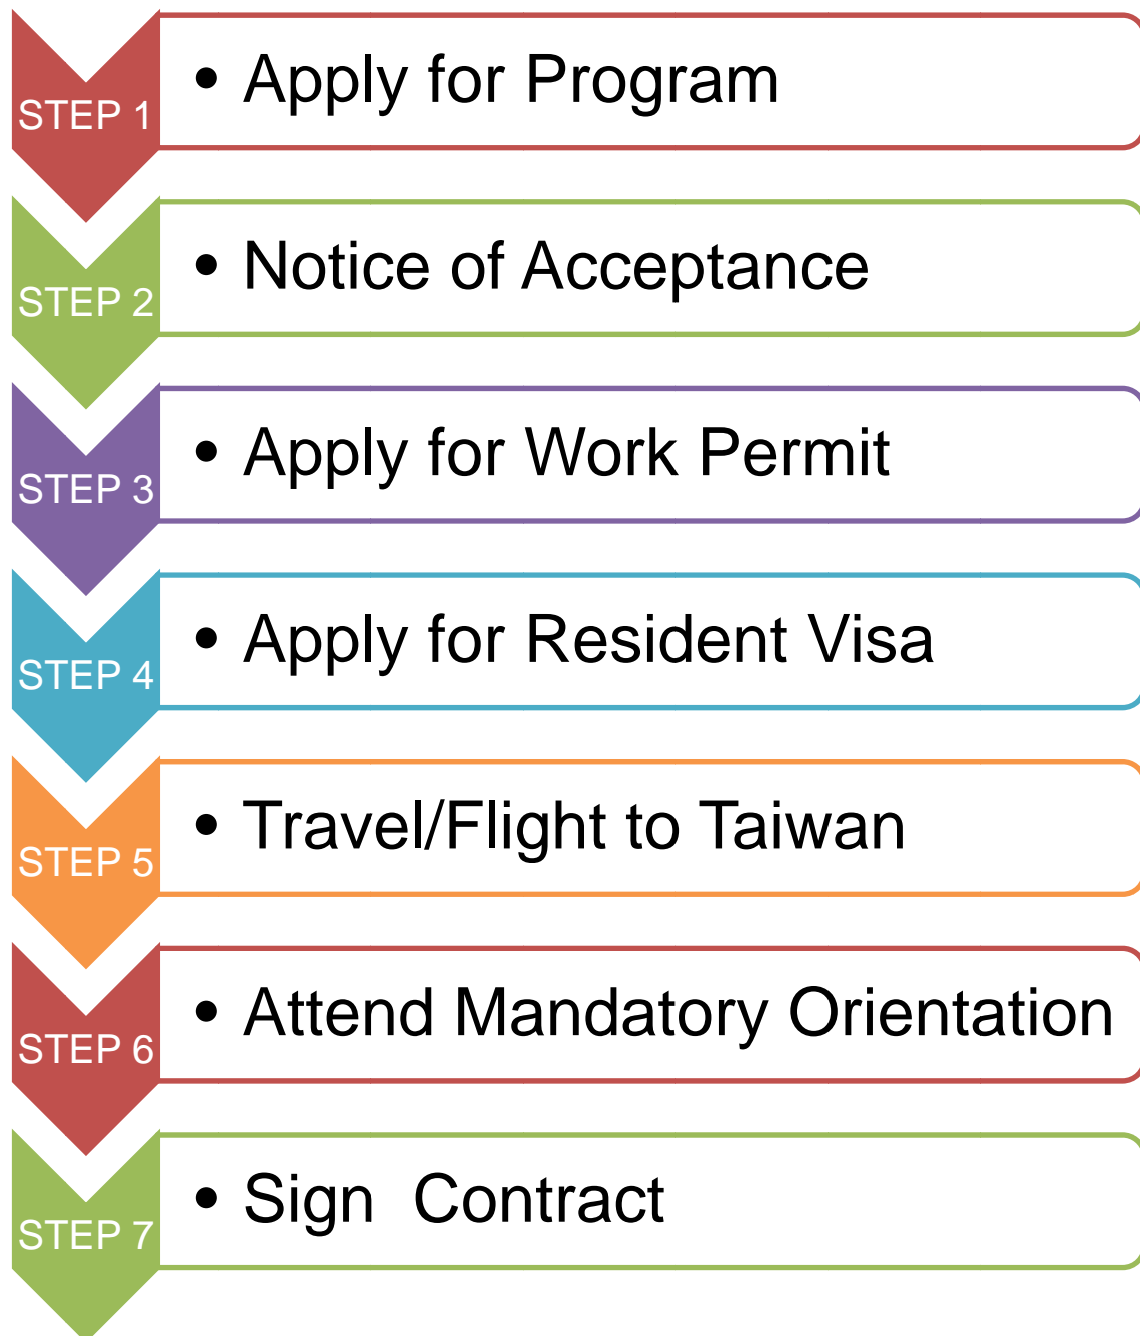 STEP 1
• Apply for Program
STEP 2
• Notice of Acceptance
STEP 3
• Apply for Work Permit
STEP 4
• Apply for Resident Visa
STEP 5
• Travel/Flight to Taiwan
STEP 6
• Attend Mandatory Orientation
STEP 7
• Sign  Contract